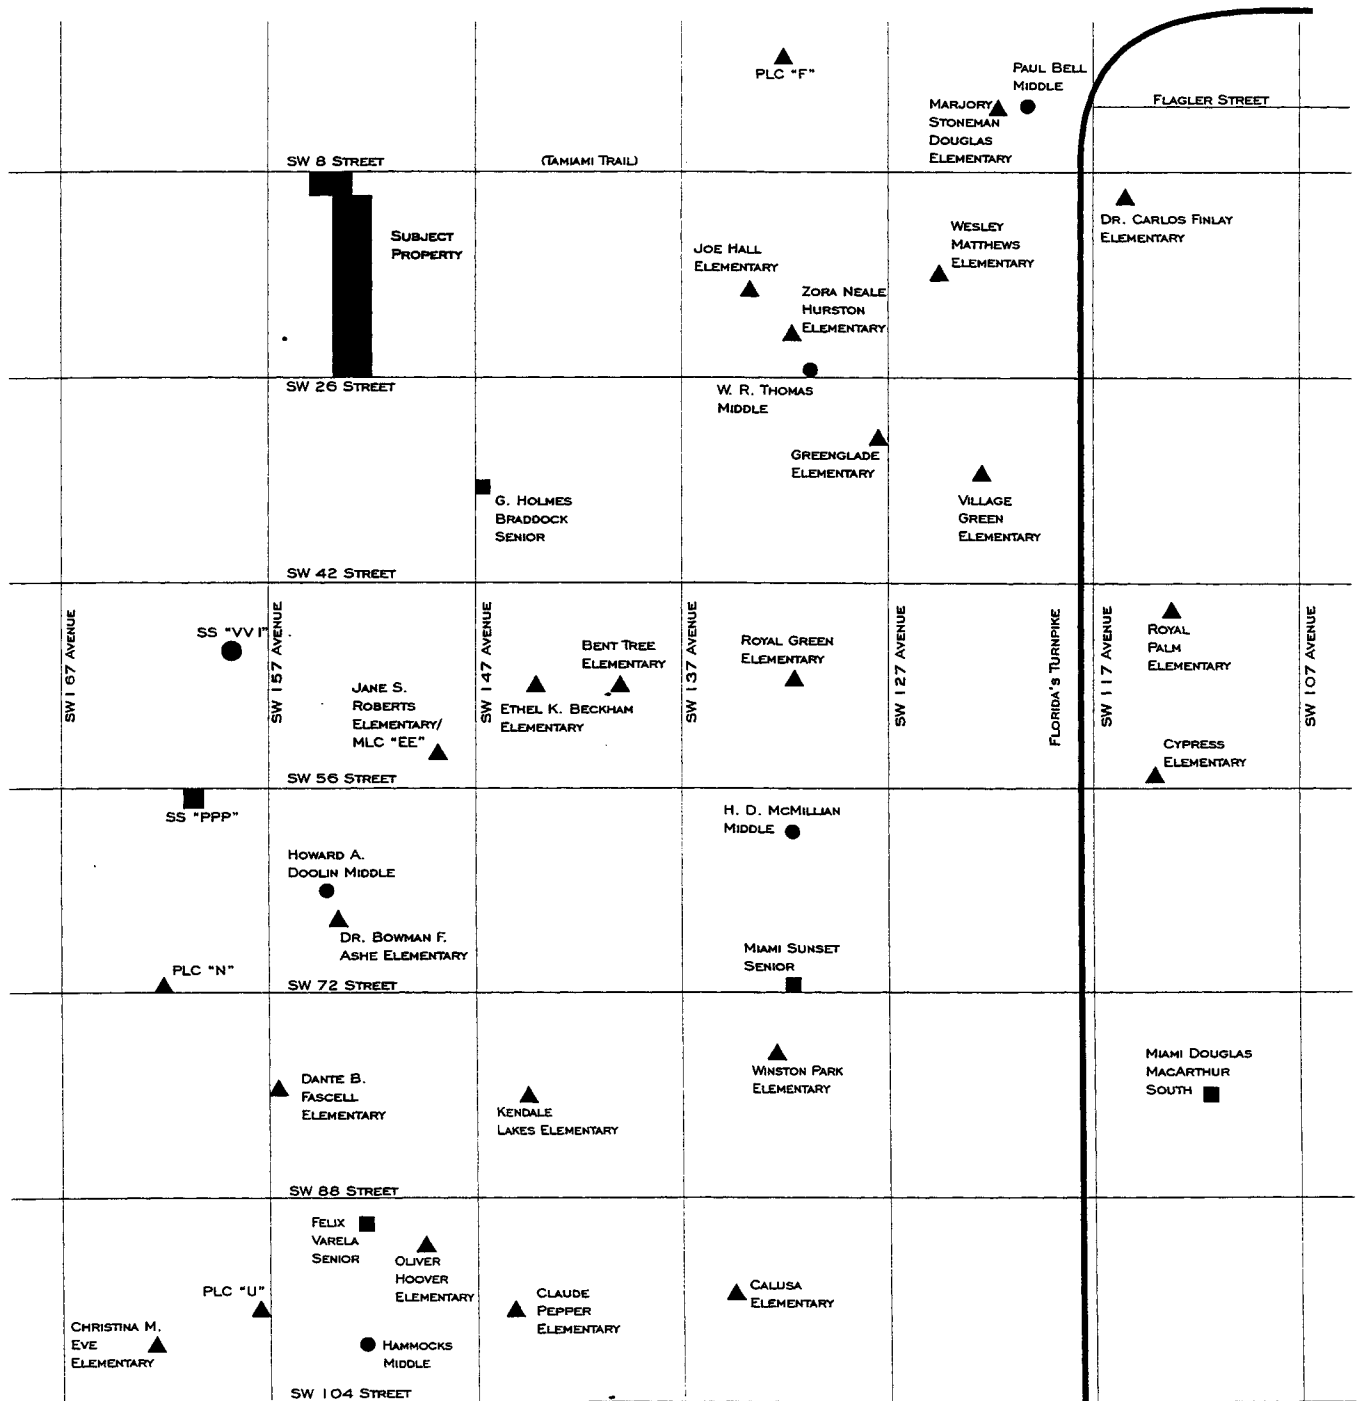 PLC "F"
PAUL BELL
MIDDLE
MARJORY
STONEMAN
DOUGLAS
ELEMENTARY
FLAGLER STREET
SW 8 STREET
(TAMIAMI TRAIL)
SUBJECT
PROPERTY
JOE HALL
ELEMENTARY
WESLEY
MATTHEWS
ELEMENTARY
DR. CARLOS FINLAY
ELEMENTARY
ZORA NEALE
HURSTON
ELEMENTARY
SW 26 STREET
W. R. THOMAS
MIDDLE
GREENGLADE
ELEMENTARY
G. HOLMES
BRADDOCK
SENIOR
VILLAGE
GREEN
ELEMENTARY
SW 42 STREET
SW 167 AVENUE
SS "VV I"
SW 157 AVENUE
JANE S.
ROBERTS
ELEMENTARY/
MLC "EE"
SW 147 AVENUE
BENT TREE
ELEMENTARY
ETHEL K. BECKHAM
ELEMENTARY
SW 137 AVENUE
ROYAL GREEN
ELEMENTARY
SW 127 AVENUE
FLORIDA'S TURNPIKE
SW 117 AVENUE
ROYAL
PALM
ELEMENTARY
SW 107 AVENUE
CYPRESS
ELEMENTARY
SW 56 STREET
SS "PPP"
H. D. MCMILLIAN
MIDDLE
HOWARD A.
DOOLIN MIDDLE
DR. BOWMAN F.
ASHE ELEMENTARY
MIAMI SUNSET
SENIOR
PLC "N"
SW 72 STREET
DANTE B.
FASCELL
ELEMENTARY
KENDALE
LAKES ELEMENTARY
WINSTON PARK
ELEMENTARY
MIAMI DOUGLAS
MACARTHUR
SOUTH
SW 88 STREET
FELIX
VARELA
SENIOR
OLIVER
HOOVER
ELEMENTARY
PLC "U"
CLAUDE
PEPPER
ELEMENTARY
CALUSA
ELEMENTARY
CHRISTINA M.
EVE
ELEMENTARY
HAMMOCKS
MIDDLE
SW 104 STREET